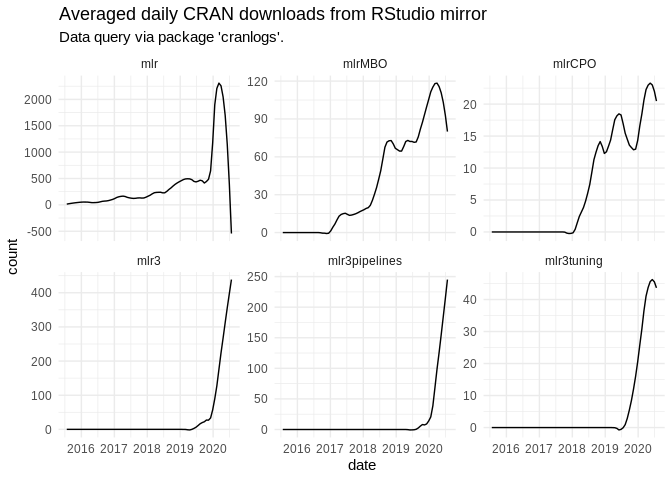 Averaged daily CRAN downloads from RStudio mirror
Data query via package 'cranlogs'.
mlr
mlrMBO
mlrCPO
2000
1500
1000
500
0
-500
120
90
60
30
0
20
15
10
5
0
count
mlr3
mlr3pipelines
mlr3tuning
400
300
200
100
0
250
200
150
100
50
0
40
30
20
10
0
2016 2017 2018 2019 2020
2016 2017 2018 2019 2020
2016 2017 2018 2019 2020
date